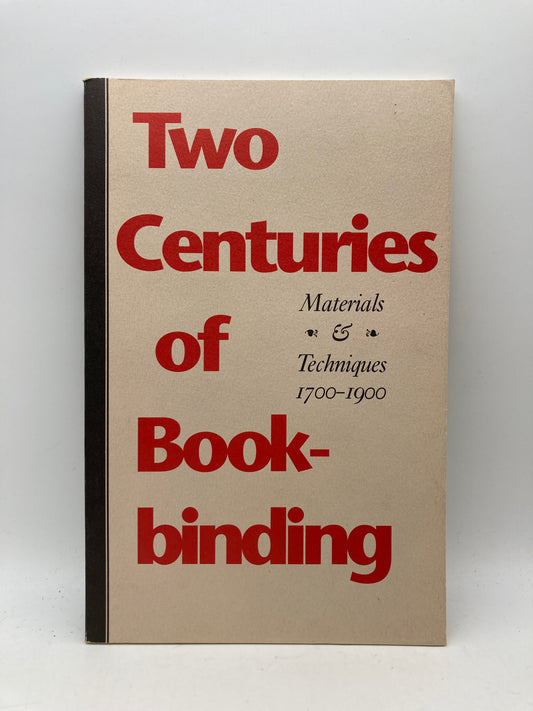 Two
Centuries
of
Book-
binding
Materials
&
Techniques
1700–1900